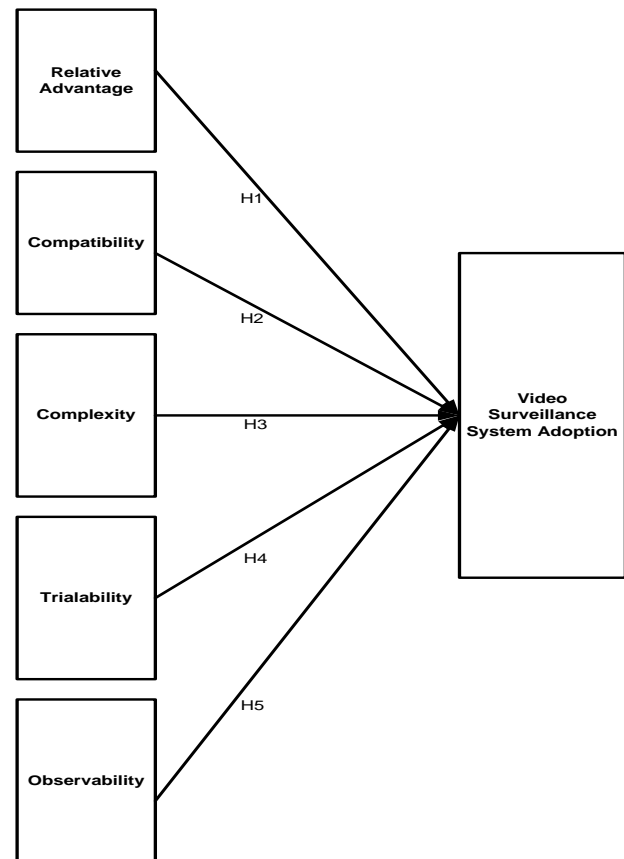 Relative
Advantage
H1
Compatibility
H2
Complexity
H3
Video
Surveillance
System Adoption
Trialability
H4
Observability
H5